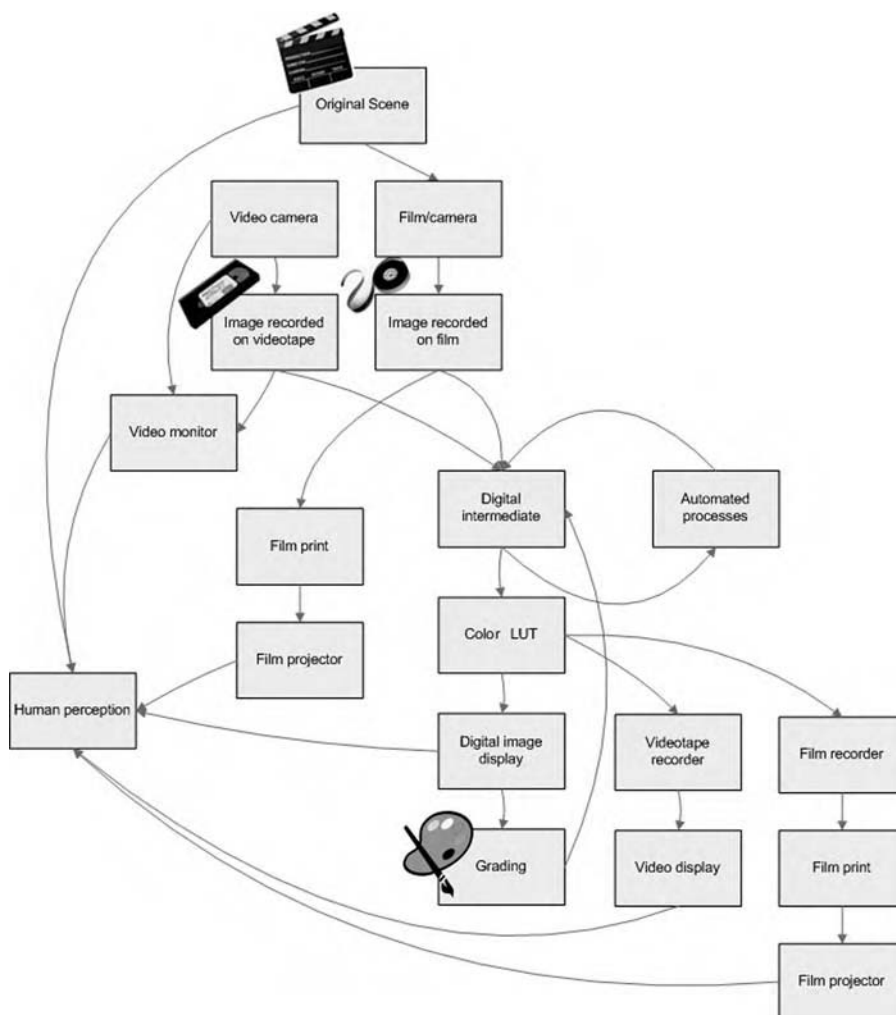 Original Scene
Video camera
Film/camera
Image recorded
on videotape
Image recorded
on film
Video monitor
Digital
intermediate
Automated
processes
Film print
Color LUT
Film projector
Human perception
Digital image
display
Videotape
recorder
Film recorder
Grading
Video display
Film print
Film projector